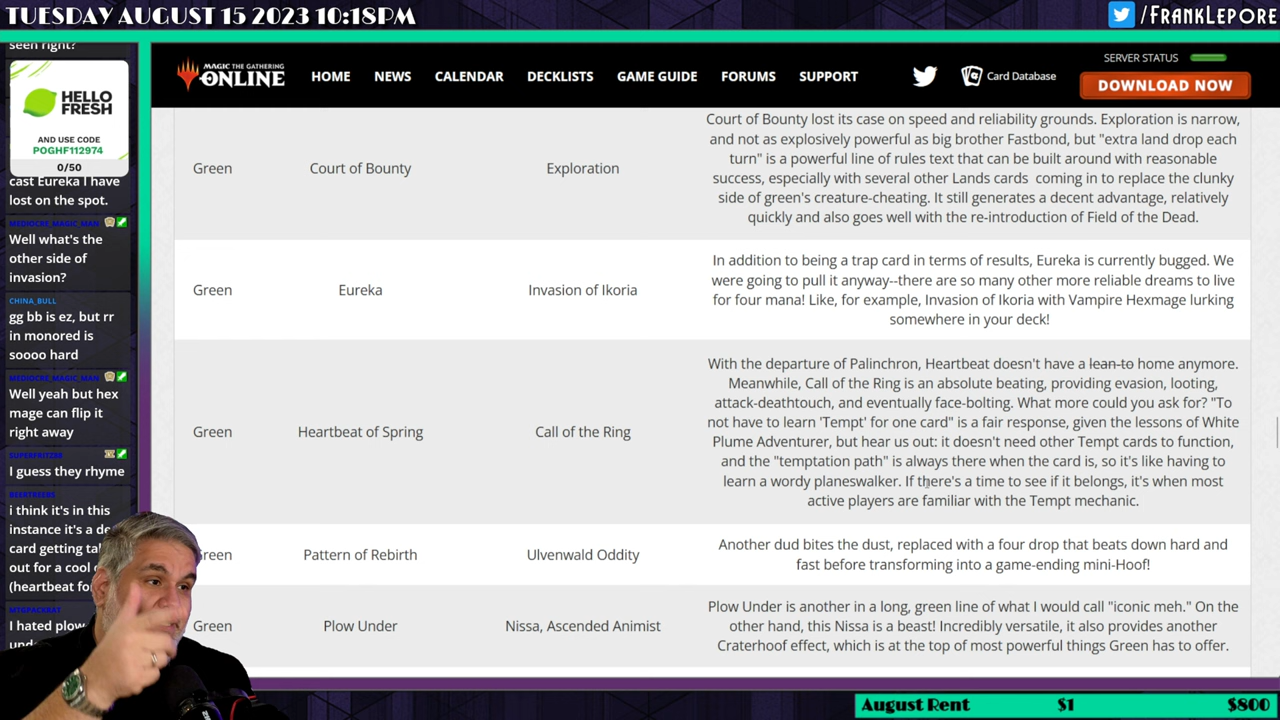 TUESDAY AUGUST 15 2023 10:18PM
/FRANKLEPORE
seen right?
HELLO
FRESH
AND USE CODE
POGHF112974
0/50
cast Eureka I have
lost on the spot.
MEDIOCRE_MAGIC_MAN
Well what's the
other side of
invasion?
CHINA_BULL
gg bb is ez, but rr
in monored is
soooo hard
MEDIOCRE_MAGIC_MAN
Well yeah but hex
mage can flip it
right away
SUPERFRITZBE
I guess they rhyme
BEERTREBS
i think it's in this
instance it's a
card getting
out for a cool
(heartbeat
MTGPACKRAT
I hated plow
MAGIC THE GATHERING
ONLINE
HOME
NEWS
CALENDAR
DECKLISTS
GAME GUIDE
FORUMS
SUPPORT
Card Database
SERVER STATUS
DOWNLOAD NOW
Green
Court of Bounty
Exploration
Court of Bounty lost its case on speed and reliability grounds. Exploration is narrow,
and not as explosively powerful as big brother Fastbond, but "extra land drop each
turn" is a powerful line of rules text that can be built around with reasonable
success, especially with several other Lands cards coming in to replace the clunky
side of green's creature-cheating. It still generates a decent advantage, relatively
quickly and also goes well with the re-introduction of Field of the Dead.
Green
Eureka
Invasion of Ikoria
In addition to being a trap card in terms of results, Eureka is currently bugged. We
were going to pull it anyway--there are so many other more reliable dreams to live
for four mana! Like, for example, Invasion of Ikoria with Vampire Hexmage lurking
somewhere in your deck!
Green
Heartbeat of Spring
Call of the Ring
With the departure of Palinchron, Heartbeat doesn't have a lean-to home anymore.
Meanwhile, Call of the Ring is an absolute beating, providing evasion, looting,
attack-deathtouch, and eventually face-bolting. What more could you ask for? "To
not have to learn 'Tempt' for one card" is a fair response, given the lessons of White
Plume Adventurer, but hear us out: it doesn't need other Tempt cards to function,
and the "temptation path" is always there when the card is, so it's like having to
learn a wordy planeswalker. If there's a time to see if it belongs, it's when most
active players are familiar with the Tempt mechanic.
Green
Pattern of Rebirth
Ulvenwald Oddity
Another dud bites the dust, replaced with a four drop that beats down hard and
fast before transforming into a game-ending mini-Hoof!
Green
Plow Under
Nissa, Ascended Animist
Plow Under is another in a long, green line of what I would call "iconic meh." On the
other hand, this Nissa is a beast! Incredibly versatile, it also provides another
Craterhoof effect, which is at the top of most powerful things Green has to offer.
August Rent
$1
$800